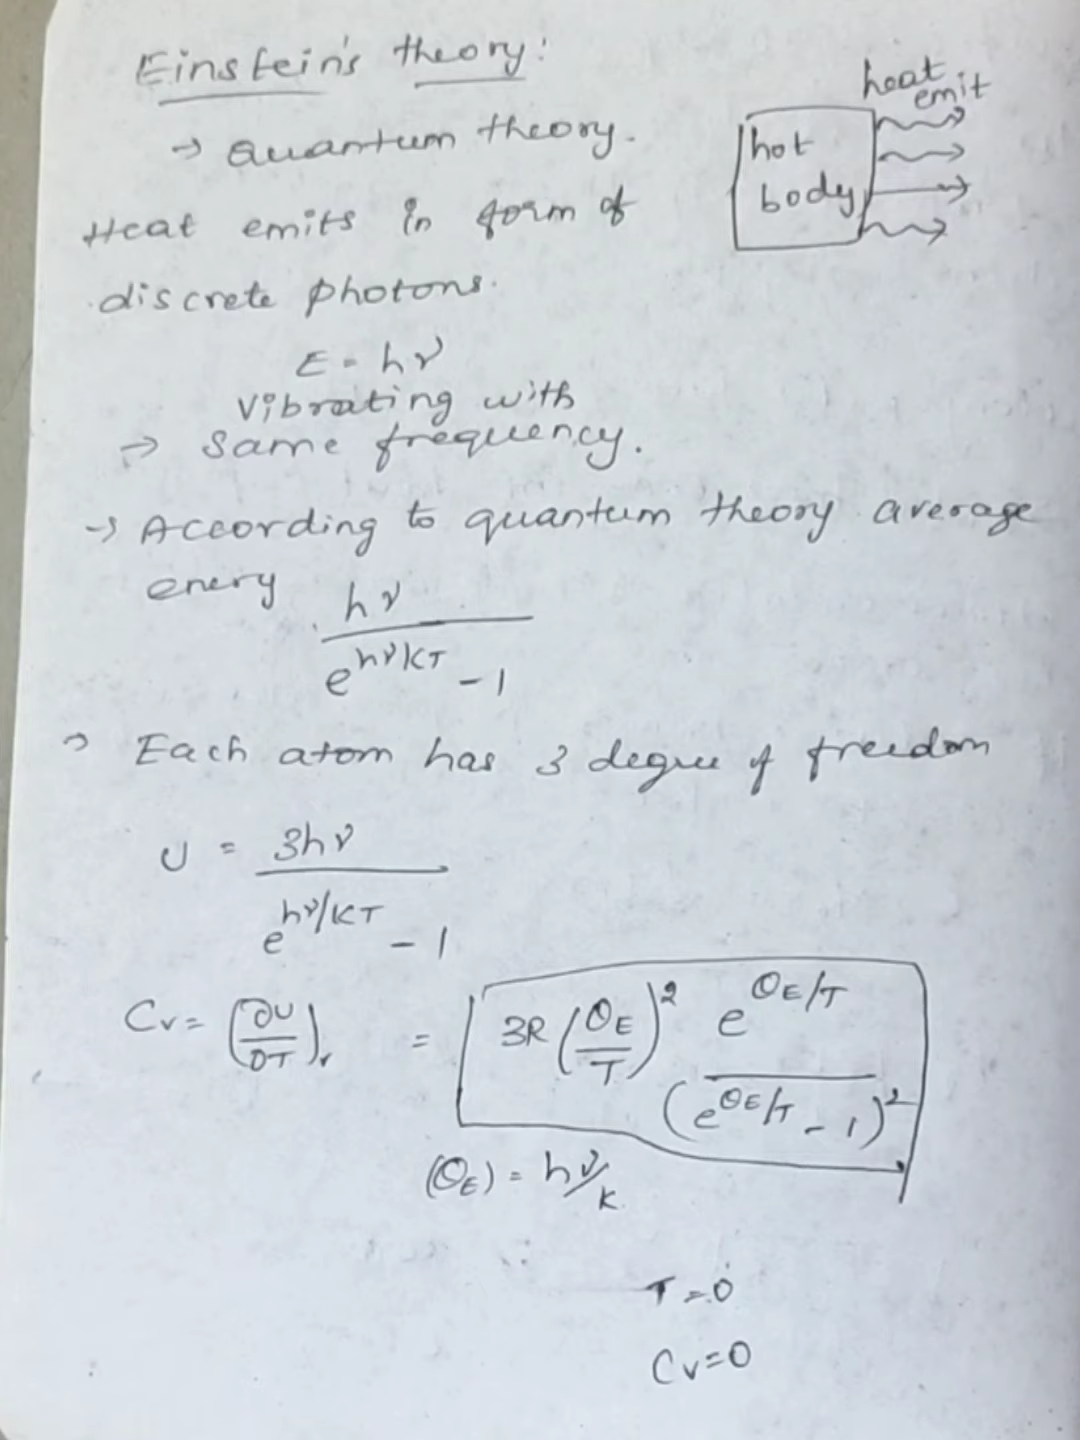 Einstein's theory:
heat
emit
→ Quantum theory.
hot
body
Heat emits in form of
discrete photons.
E = hν
Vibrating with
→ same frequency.
→ According to quantum theory average
enery
hν
e^hνkT - 1
→ Each atom has 3 degree of freedom
U = 3hν
e^hν/kT - 1
Cv = (∂U/∂T)v = 3R (θE/T)² e^θE/T
(e^θE/T - 1)²
(θE) = hν/k
T = 0
Cv = 0